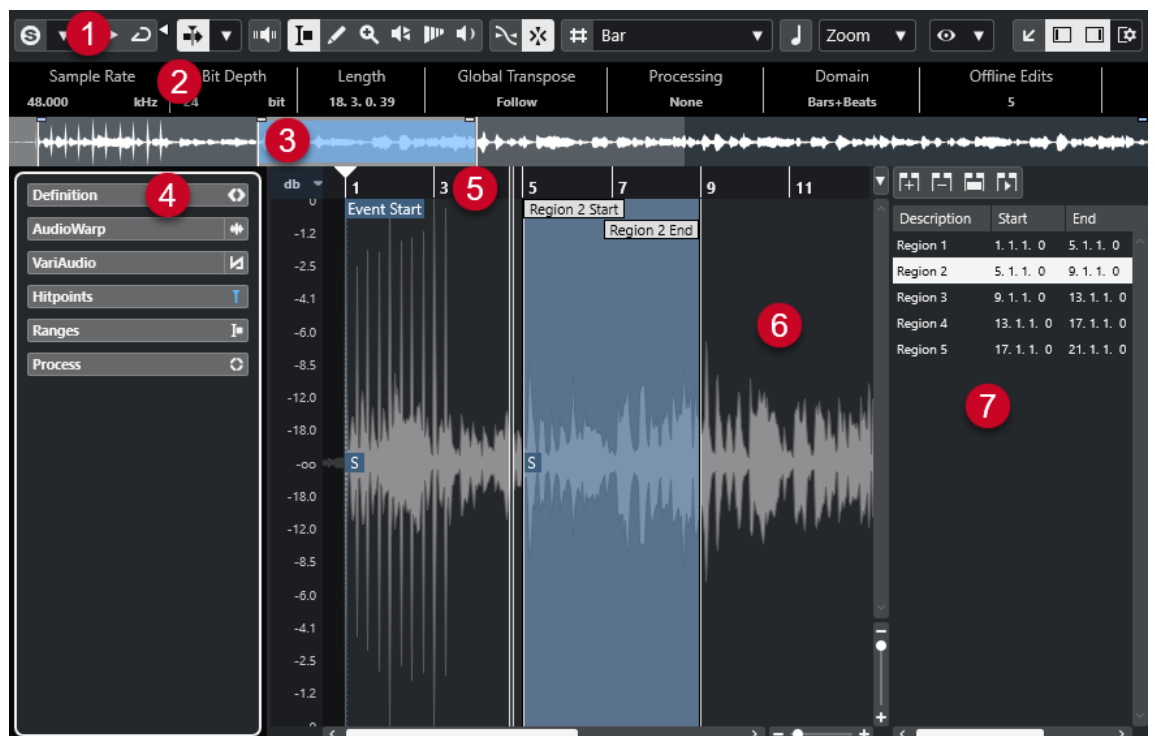 S 1 Bar Zoom
Sample Rate 2 Bit Depth Length Global Transpose Processing Domain Offline Edits
48.000 kHz 24 bit 18. 3. 0. 39 Follow None Bars+Beats 5
3
Definition 4
AudioWarp
VariAudio
Hitpoints
Ranges
Process
db 1 3 5 5 7 9 11
Event Start Region 2 Start
Region 2 End
0
-1.2
-2.5
-4.1
-6.0
-8.5
-12.0
-18.0
-oo S S
-18.0
-12.0
-8.5
-6.0
-4.1
-2.5
-1.2
6
Description Start End
Region 1 1. 1. 1. 0 5. 1. 1. 0
Region 2 5. 1. 1. 0 9. 1. 1. 0
Region 3 9. 1. 1. 0 13. 1. 1. 0
Region 4 13. 1. 1. 0 17. 1. 1. 0
Region 5 17. 1. 1. 0 21. 1. 1. 0
7